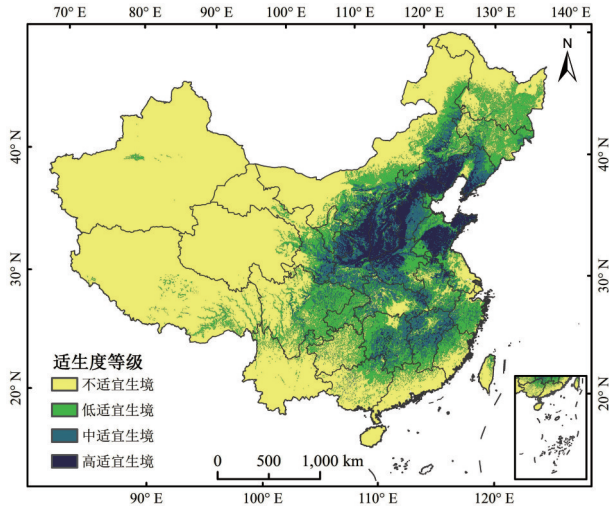 70° E 80° E 90° E 100° E 110° E 120° E 130° E 140° E
N
40° N 40° N
30° N 30° N
20° N 20° N
适生度等级
不适宜生境
低适宜生境
中适宜生境
高适宜生境
0 500 1,000 km
90° E 100° E 110° E 120° E